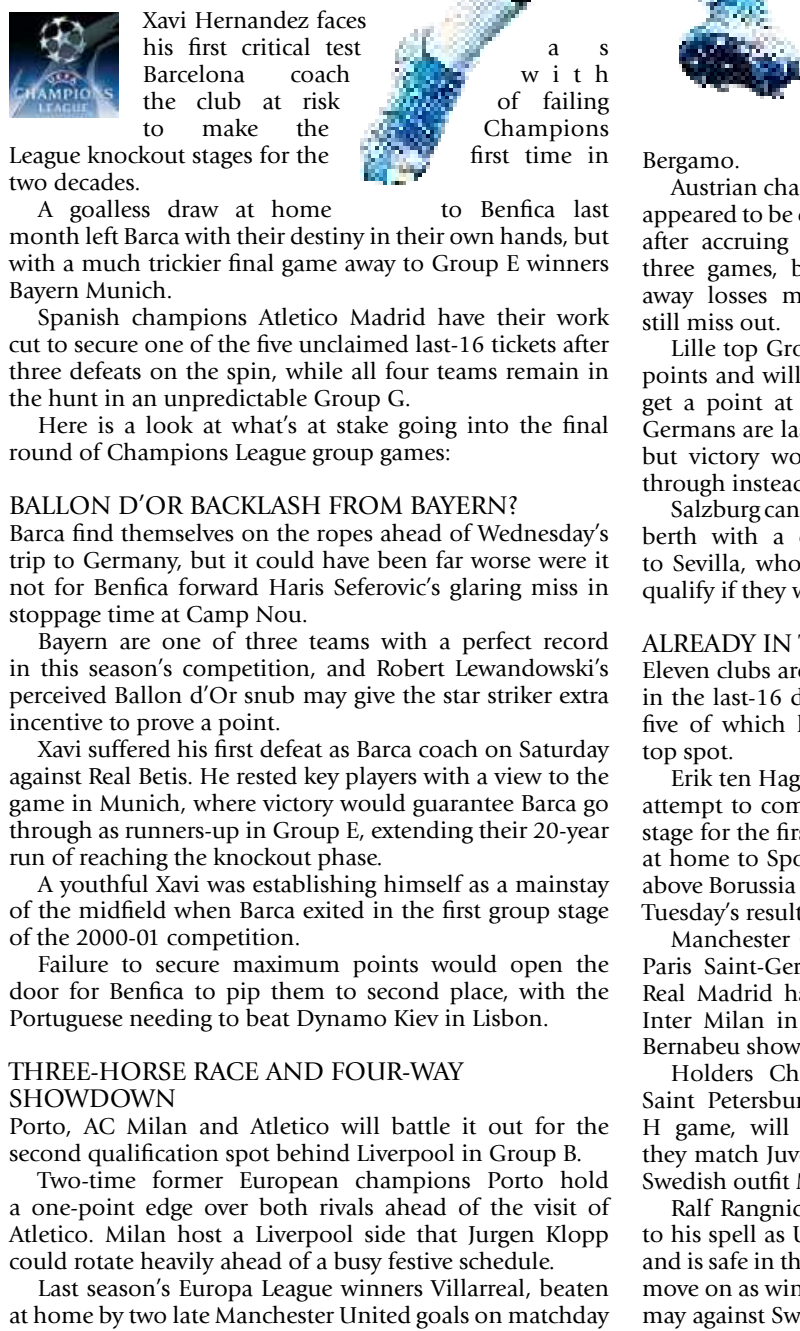 UEFA
CHAMPIONS
LEAGUE
Xavi Hernandez faces
his first critical test a s
Barcelona coach w i t h
the club at risk of failing
to make the Champions
League knockout stages for the first time in
two decades.
A goalless draw at home to Benfica last
month left Barca with their destiny in their own hands, but
with a much trickier final game away to Group E winners
Bayern Munich.
Spanish champions Atletico Madrid have their work
cut to secure one of the five unclaimed last-16 tickets after
three defeats on the spin, while all four teams remain in
the hunt in an unpredictable Group G.
Here is a look at what's at stake going into the final
round of Champions League group games:
BALLON D'OR BACKLASH FROM BAYERN?
Barca find themselves on the ropes ahead of Wednesday's
trip to Germany, but it could have been far worse were it
not for Benfica forward Haris Seferovic's glaring miss in
stoppage time at Camp Nou.
Bayern are one of three teams with a perfect record
in this season's competition, and Robert Lewandowski's
perceived Ballon d'Or snub may give the star striker extra
incentive to prove a point.
Xavi suffered his first defeat as Barca coach on Saturday
against Real Betis. He rested key players with a view to the
game in Munich, where victory would guarantee Barca go
through as runners-up in Group E, extending their 20-year
run of reaching the knockout phase.
A youthful Xavi was establishing himself as a mainstay
of the midfield when Barca exited in the first group stage
of the 2000-01 competition.
Failure to secure maximum points would open the
door for Benfica to pip them to second place, with the
Portuguese needing to beat Dynamo Kiev in Lisbon.
THREE-HORSE RACE AND FOUR-WAY
SHOWDOWN
Porto, AC Milan and Atletico will battle it out for the
second qualification spot behind Liverpool in Group B.
Two-time former European champions Porto hold
a one-point edge over both rivals ahead of the visit of
Atletico. Milan host a Liverpool side that Jurgen Klopp
could rotate heavily ahead of a busy festive schedule.
Last season's Europa League winners Villarreal, beaten
at home by two late Manchester United goals on matchday
Bergamo.
Austrian cha
appeared to be
after accruing
three games, b
away losses m
still miss out.
Lille top Gro
points and will
get a point at
Germans are las
but victory wo
through instead
Salzburg can
berth with a
to Sevilla, who
qualify if they w
ALREADY IN
Eleven clubs are
in the last-16 d
five of which
top spot.
Erik ten Hag
attempt to com
stage for the firs
at home to Spo
above Borussia
Tuesday's result
Manchester
Paris Saint-Ger
Real Madrid ha
Inter Milan in
Bernabeu show
Holders Ch
Saint Petersbur
H game, will
they match Juv
Swedish outfit
Ralf Rangnic
to his spell as U
and is safe in th
move on as win
may against Sw